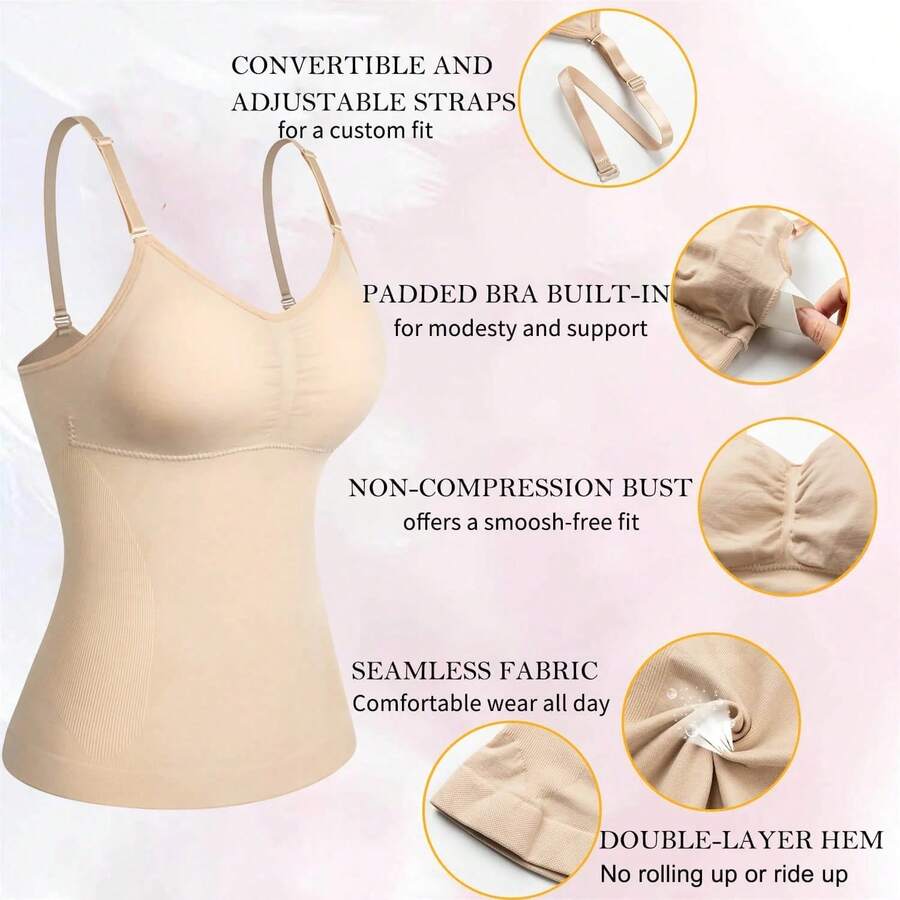 CONVERTIBLE AND
ADJUSTABLE STRAPS
for a custom fit
PADDED BRA BUILT-IN
for modesty and support
NON-COMPRESSION BUST
offers a smoosh-free fit
SEAMLESS FABRIC
Comfortable wear all day
DOUBLE-LAYER HEM
No rolling up or ride up